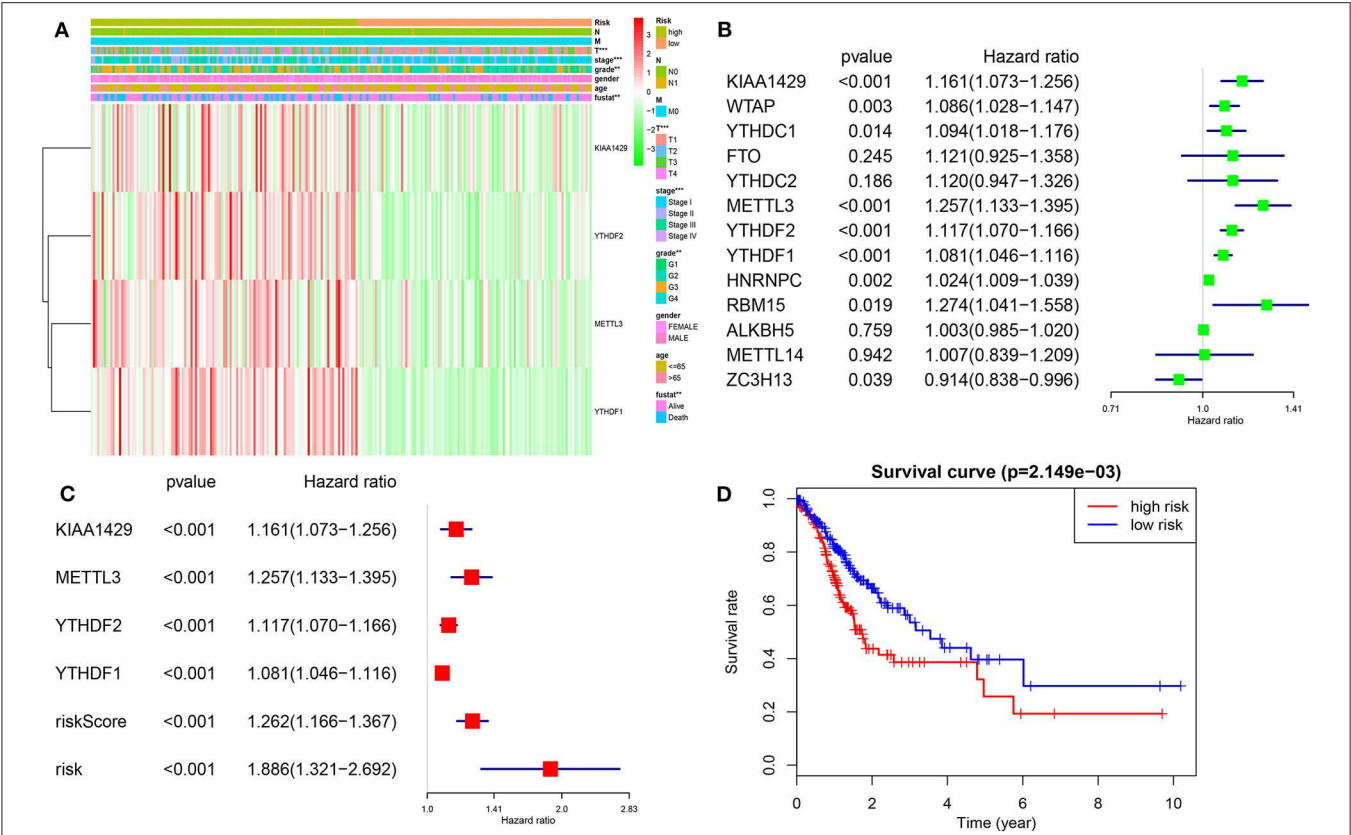 A
Risk
N
M
T***
stage***
grade**
gender
age
fustat**
KIAA1429
YTHDF2
METTL3
YTHDF1
3
2
1
0
−1
−2
−3
Risk
high
low
N
N0
N1
M
M0
T***
T1
T2
T3
T4
stage***
Stage I
Stage II
Stage III
Stage IV
grade**
G1
G2
G3
G4
gender
FEMALE
MALE
age
<=65
>65
fustat**
Alive
Death
B
pvalue Hazard ratio
KIAA1429 <0.001 1.161(1.073−1.256)
WTAP 0.003 1.086(1.028−1.147)
YTHDC1 0.014 1.094(1.018−1.176)
FTO 0.245 1.121(0.925−1.358)
YTHDC2 0.186 1.120(0.947−1.326)
METTL3 <0.001 1.257(1.133−1.395)
YTHDF2 <0.001 1.117(1.070−1.166)
YTHDF1 <0.001 1.081(1.046−1.116)
HNRNPC 0.002 1.024(1.009−1.039)
RBM15 0.019 1.274(1.041−1.558)
ALKBH5 0.759 1.003(0.985−1.020)
METTL14 0.942 1.007(0.839−1.209)
ZC3H13 0.039 0.914(0.838−0.996)
0.71 1.0 1.41
Hazard ratio
C
pvalue Hazard ratio
KIAA1429 <0.001 1.161(1.073−1.256)
METTL3 <0.001 1.257(1.133−1.395)
YTHDF2 <0.001 1.117(1.070−1.166)
YTHDF1 <0.001 1.081(1.046−1.116)
riskScore <0.001 1.262(1.166−1.367)
risk <0.001 1.886(1.321−2.692)
1.0 1.41 2.0 2.83
Hazard ratio
D
Survival curve (p=2.149e−03)
high risk
low risk
Survival rate
1.0
0.8
0.6
0.4
0.2
0.0
0 2 4 6 8 10
Time (year)